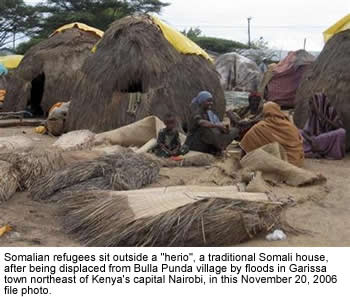 Somalian refugees sit outside a "herio", a traditional Somali house,
after being displaced from Bulla Punda village by floods in Garissa
town northeast of Kenya's capital Nairobi, in this November 20, 2006
file photo.